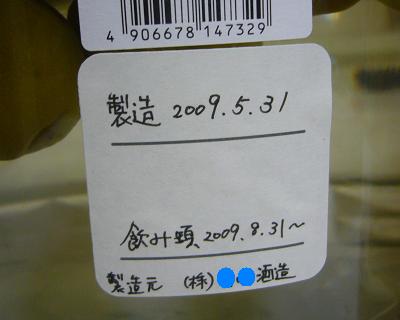 4 906678 147329
製造 2009.5.31
飲み頃、2009.8.31〜
製造元 (株) 酒造